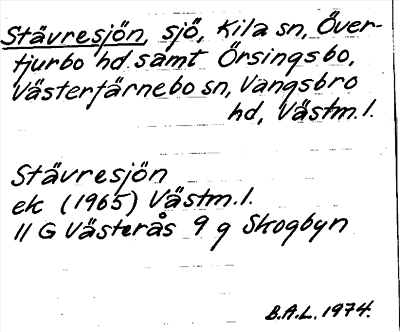 Stävresjön, sjö, Kila sn, Över-
tjurbo hd samt Örsingsbo,
Västerfärnebo sn, Vangsbro
hd, Västm.l.
Stävresjön
ek (1965) Västm.l.
11 G Västerås 9 g Skogbyn
B.A.L. 1974.